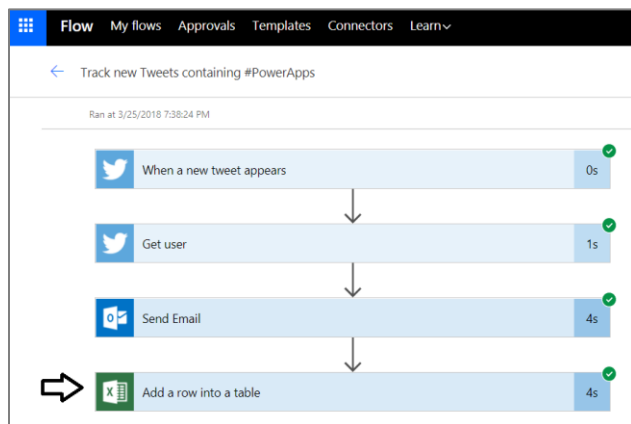 Flow My flows Approvals Templates Connectors Learn
Track new Tweets containing #PowerApps
Ran at 3/25/2018 7:38:24 PM
When a new tweet appears 0s
Get user 1s
Send Email 4s
Add a row into a table 4s